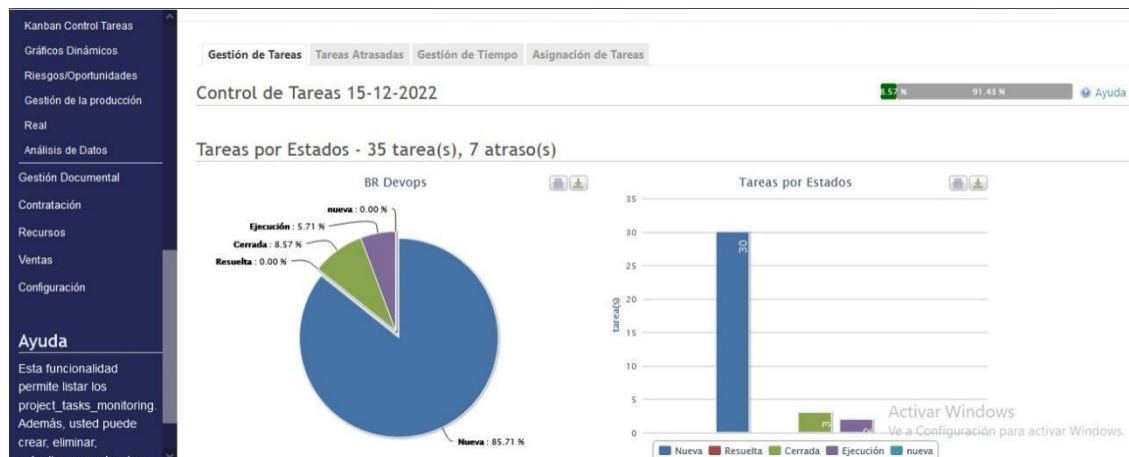 Kanban Control Tareas
Gráficos Dinámicos
Riesgos/Oportunidades
Gestión de la producción
Real
Análisis de Datos
Gestión Documental
Contratación
Recursos
Ventas
Configuración
Ayuda
Esta funcionalidad
permite listar los
project_tasks_monitoring.
Además, usted puede
crear, eliminar,
Gestión de Tareas Tareas Atrasadas Gestión de Tiempo Asignación de Tareas
Control de Tareas 15-12-2022
8.57 % 91.43 % Ayuda
Tareas por Estados - 35 tarea(s), 7 atraso(s)
BR Devops
nueva : 0.00 %
Ejecución : 5.71 %
Cerrada : 8.57 %
Resuelta : 0.00 %
Nueva : 85.71 %
Tareas por Estados
35
30
25
20
15
10
5
0
tarea(s)
30
3
2
Nueva Resuelta Cerrada Ejecución nueva
Activar Windows
Ve a Configuración para activar Windows.